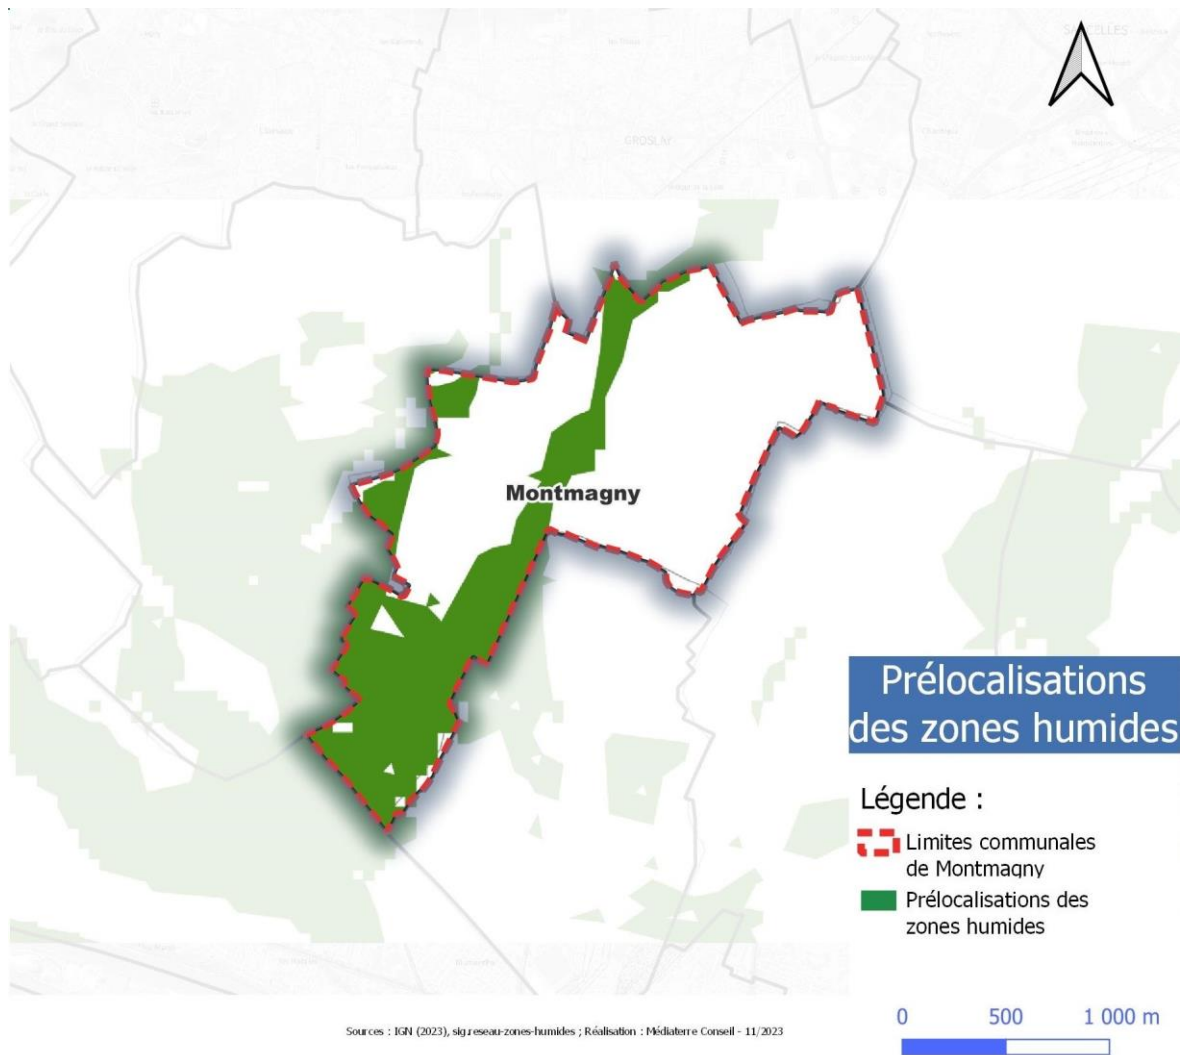 SARCELLES
GROSLAY
Montmagny
Prélocalisations
des zones humides
Légende :
Limites communales
de Montmagny
Prélocalisations des
zones humides
0 500 1 000 m
Sources : IGN (2023), sig.reseau-zones-humides ; Réalisation : Médiaterre Conseil - 11/2023